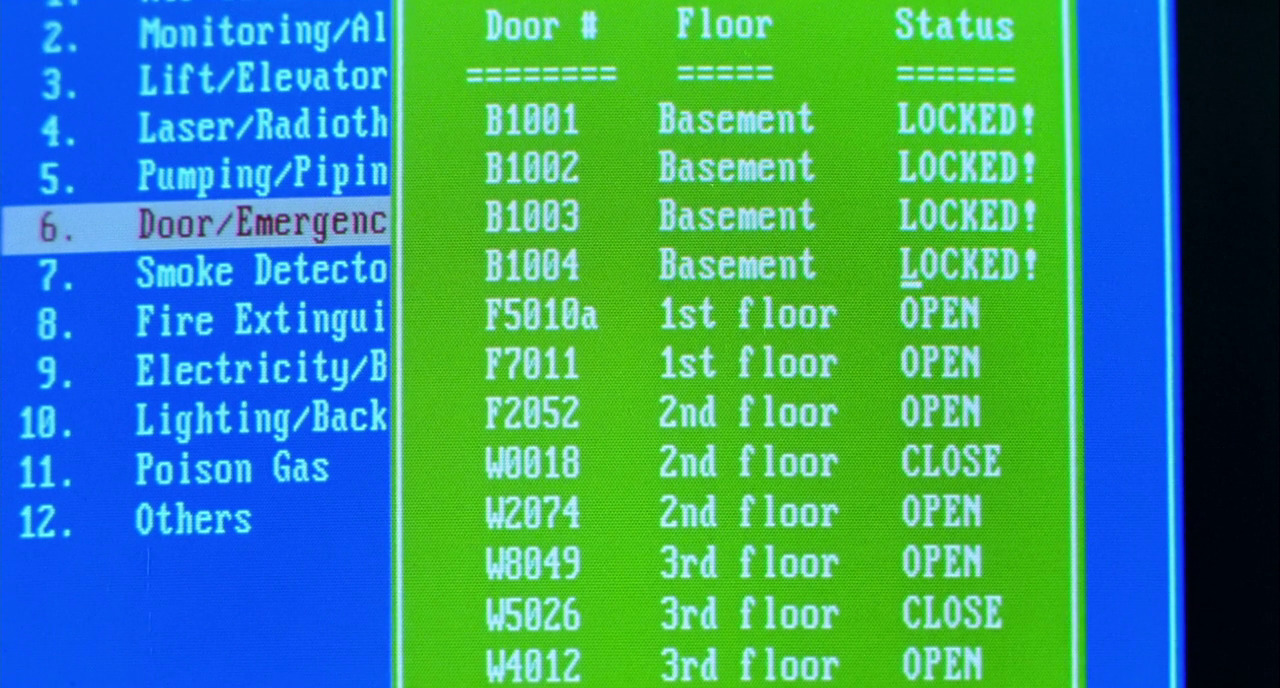 2. Monitoring/Al
3. Lift/Elevator
4. Laser/Radioth
5. Pumping/Pipin
6. Door/Emergenc
7. Smoke Detecto
8. Fire Extingui
9. Electricity/B
10. Lighting/Back
11. Poison Gas
12. Others
Door # Floor Status
======== ===== ======
B1001 Basement LOCKED!
B1002 Basement LOCKED!
B1003 Basement LOCKED!
B1004 Basement LOCKED!
F5010a 1st floor OPEN
F7011 1st floor OPEN
F2052 2nd floor OPEN
W0018 2nd floor CLOSE
W2074 2nd floor OPEN
W8049 3rd floor OPEN
W5026 3rd floor CLOSE
W4012 3rd floor OPEN